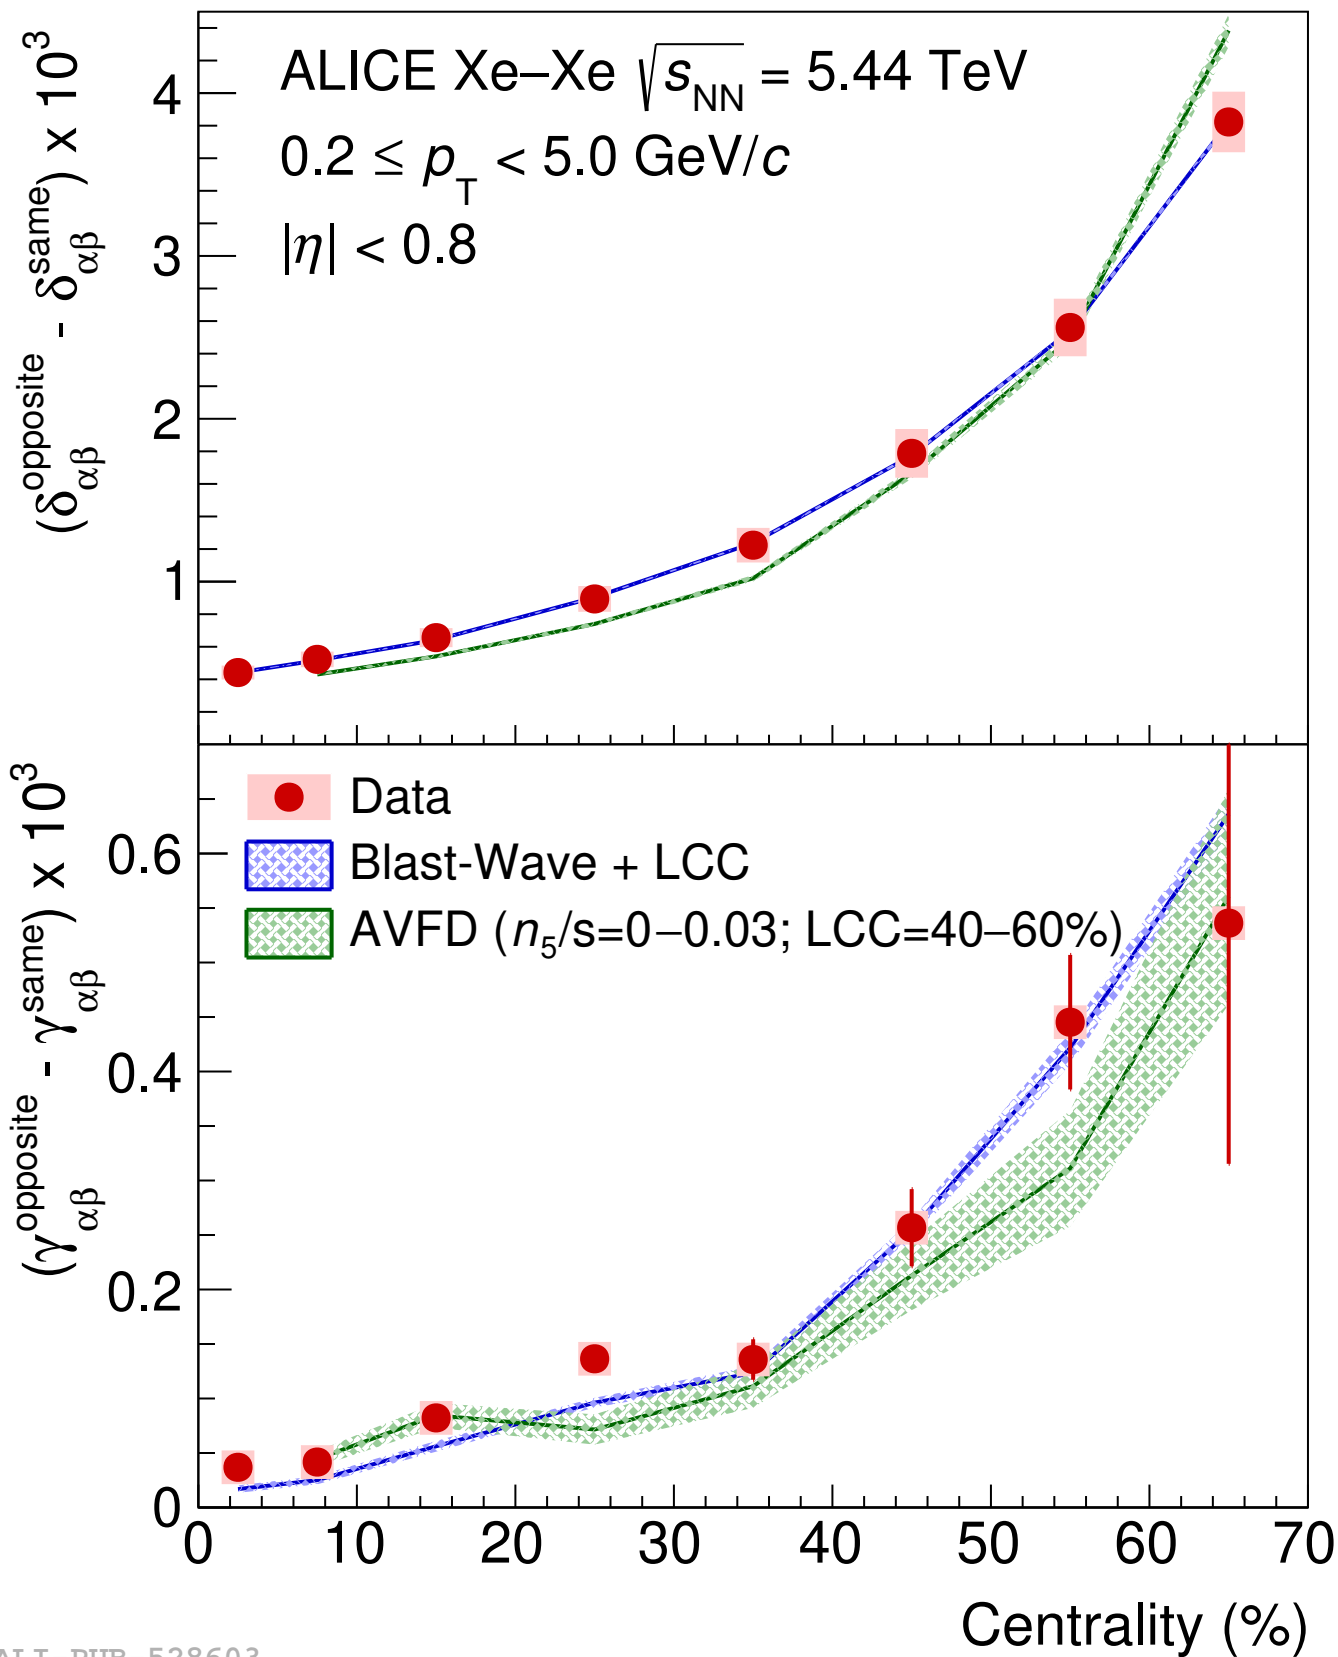 (δ_αβ^opposite - δ_αβ^same) x 10^3
4
3
2
1
ALICE Xe–Xe √s_NN = 5.44 TeV
0.2 ≤ p_T < 5.0 GeV/c
|η| < 0.8
(γ_αβ^opposite - γ_αβ^same) x 10^3
0.6
0.4
0.2
0
Data
Blast-Wave + LCC
AVFD (n_5/s=0–0.03; LCC=40–60%)
0 10 20 30 40 50 60 70
Centrality (%)